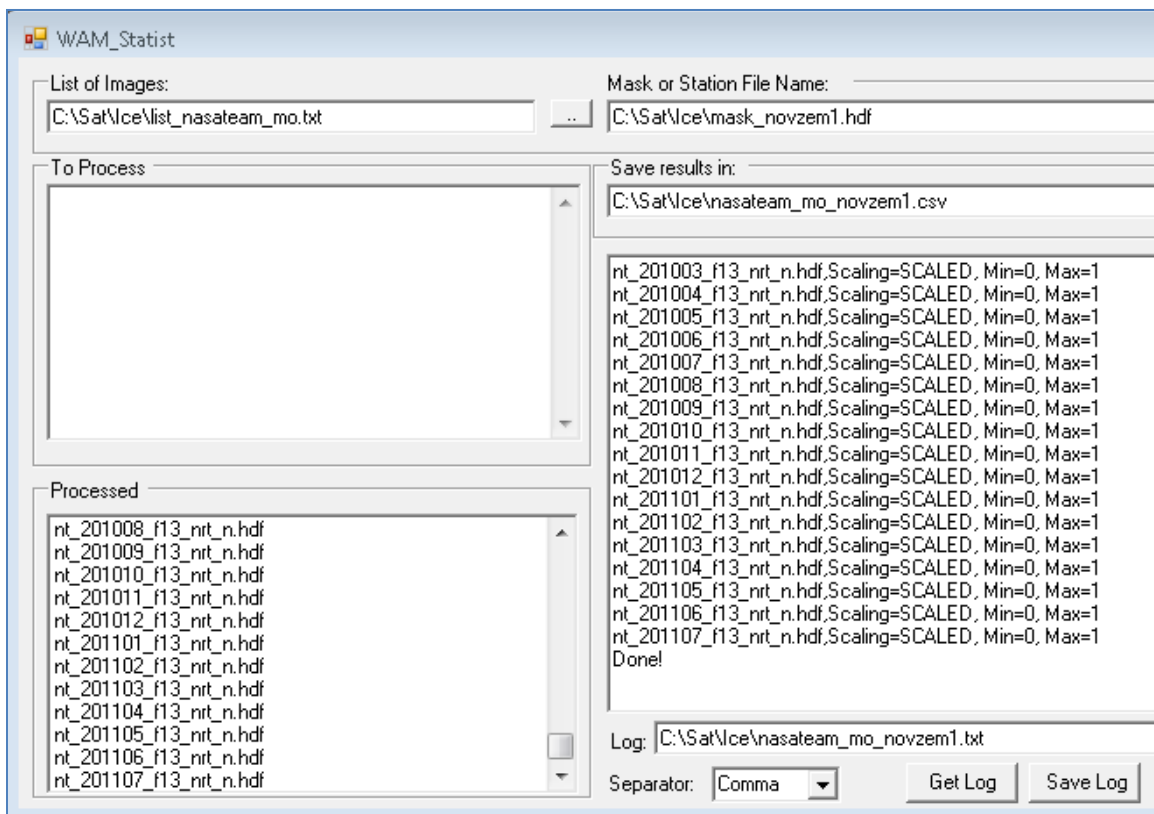 WAM_Statist
List of Images:
C:\Sat\Ice\list_nasateam_mo.txt
..
Mask or Station File Name:
C:\Sat\Ice\mask_novzem1.hdf
To Process
Save results in:
C:\Sat\Ice\nasateam_mo_novzem1.csv
nt_201003_f13_nrt_n.hdf,Scaling=SCALED, Min=0, Max=1
nt_201004_f13_nrt_n.hdf,Scaling=SCALED, Min=0, Max=1
nt_201005_f13_nrt_n.hdf,Scaling=SCALED, Min=0, Max=1
nt_201006_f13_nrt_n.hdf,Scaling=SCALED, Min=0, Max=1
nt_201007_f13_nrt_n.hdf,Scaling=SCALED, Min=0, Max=1
nt_201008_f13_nrt_n.hdf,Scaling=SCALED, Min=0, Max=1
nt_201009_f13_nrt_n.hdf,Scaling=SCALED, Min=0, Max=1
nt_201010_f13_nrt_n.hdf,Scaling=SCALED, Min=0, Max=1
nt_201011_f13_nrt_n.hdf,Scaling=SCALED, Min=0, Max=1
nt_201012_f13_nrt_n.hdf,Scaling=SCALED, Min=0, Max=1
nt_201101_f13_nrt_n.hdf,Scaling=SCALED, Min=0, Max=1
nt_201102_f13_nrt_n.hdf,Scaling=SCALED, Min=0, Max=1
nt_201103_f13_nrt_n.hdf,Scaling=SCALED, Min=0, Max=1
nt_201104_f13_nrt_n.hdf,Scaling=SCALED, Min=0, Max=1
nt_201105_f13_nrt_n.hdf,Scaling=SCALED, Min=0, Max=1
nt_201106_f13_nrt_n.hdf,Scaling=SCALED, Min=0, Max=1
nt_201107_f13_nrt_n.hdf,Scaling=SCALED, Min=0, Max=1
Done!
Processed
nt_201008_f13_nrt_n.hdf
nt_201009_f13_nrt_n.hdf
nt_201010_f13_nrt_n.hdf
nt_201011_f13_nrt_n.hdf
nt_201012_f13_nrt_n.hdf
nt_201101_f13_nrt_n.hdf
nt_201102_f13_nrt_n.hdf
nt_201103_f13_nrt_n.hdf
nt_201104_f13_nrt_n.hdf
nt_201105_f13_nrt_n.hdf
nt_201106_f13_nrt_n.hdf
nt_201107_f13_nrt_n.hdf
Log: C:\Sat\Ice\nasateam_mo_novzem1.txt
Separator: Comma Get Log Save Log